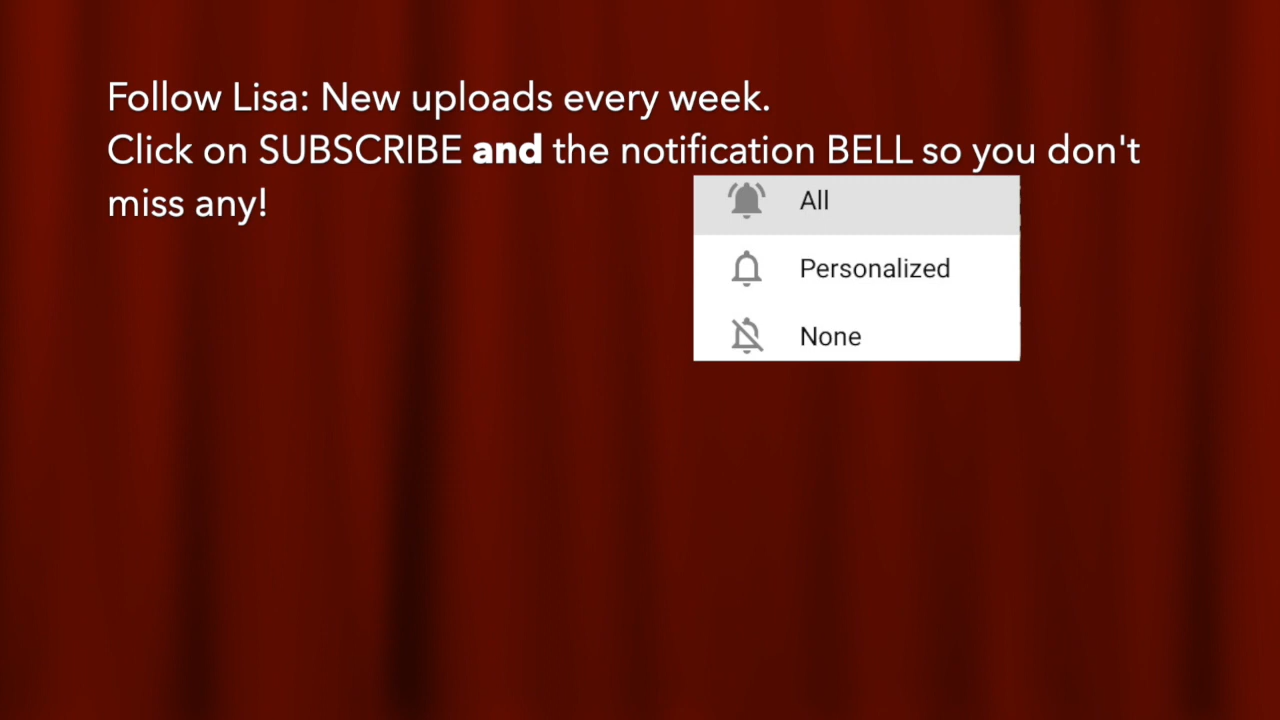 Follow Lisa: New uploads every week.
Click on SUBSCRIBE and the notification BELL so you don't
miss any!
All
Personalized
None